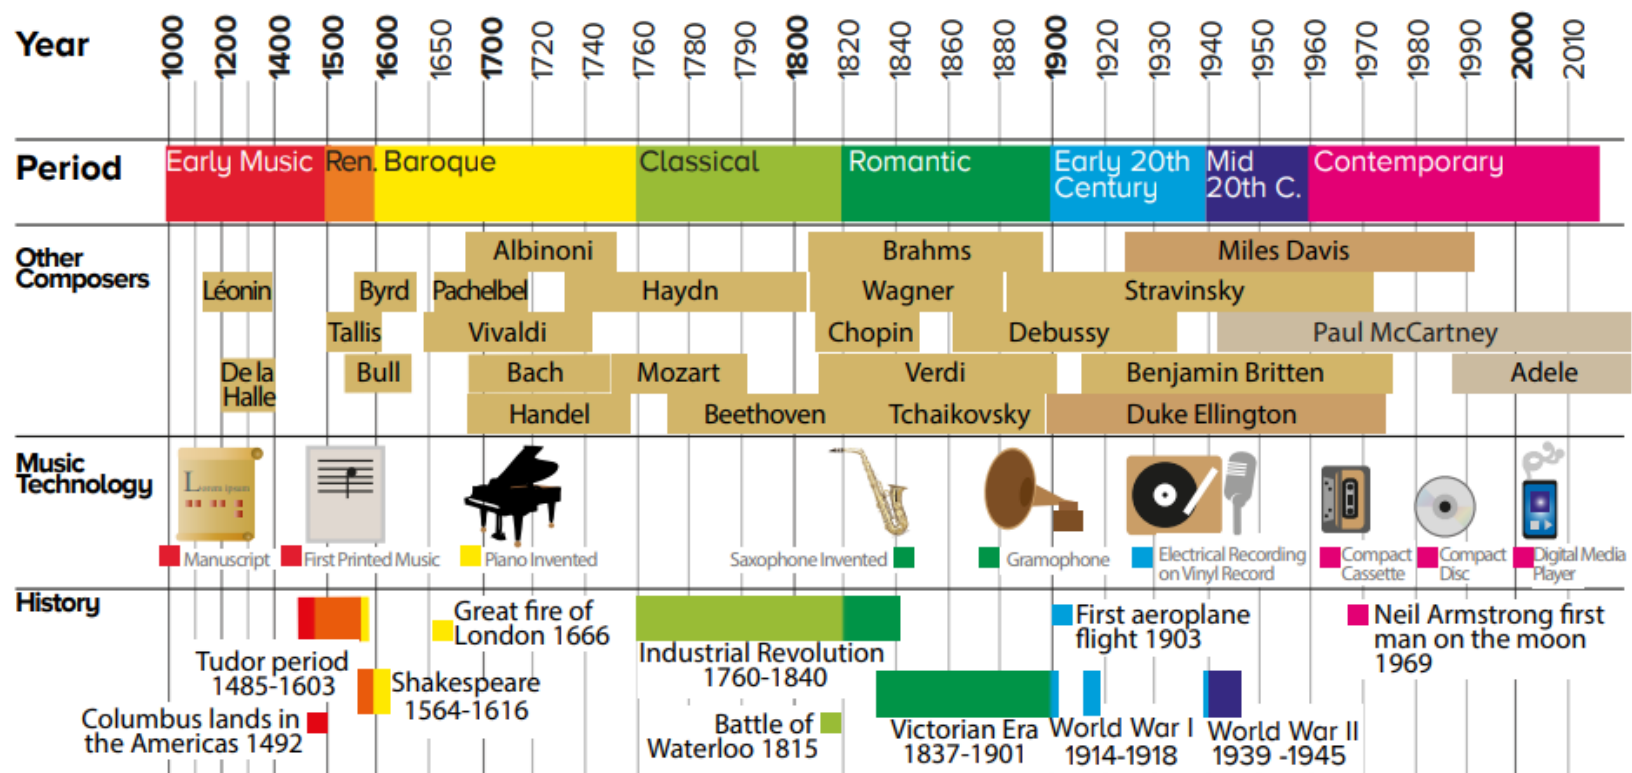 Year 1000 1200 1400 1500 1600 1650 1700 1720 1740 1760 1780 1790 1800 1820 1840 1860 1880 1900 1920 1930 1940 1950 1960 1970 1980 1990 2000 2010
Period Early Music Ren. Baroque Classical Romantic Early 20th Century Mid 20th C. Contemporary
Other
Composers
Albinoni Brahms Miles Davis
Léonin Byrd Pachelbel Haydn Wagner Stravinsky
Tallis Vivaldi Chopin Debussy Paul McCartney
De la
Halle
Bull Bach Mozart Verdi Benjamin Britten Adele
Handel Beethoven Tchaikovsky Duke Ellington
Music
Technology
Lorem ipsum
Manuscript
First Printed Music
Piano Invented
Saxophone Invented
Gramophone
Electrical Recording
on Vinyl Record
Compact
Cassette
Compact
Disc
Digital Media
Player
History
Tudor period
1485-1603
Great fire of
London 1666
Shakespeare
1564-1616
Columbus lands in
the Americas 1492
Industrial Revolution
1760-1840
Battle of
Waterloo 1815
Victorian Era
1837-1901
First aeroplane
flight 1903
World War I
1914-1918
World War II
1939 -1945
Neil Armstrong first
man on the moon
1969